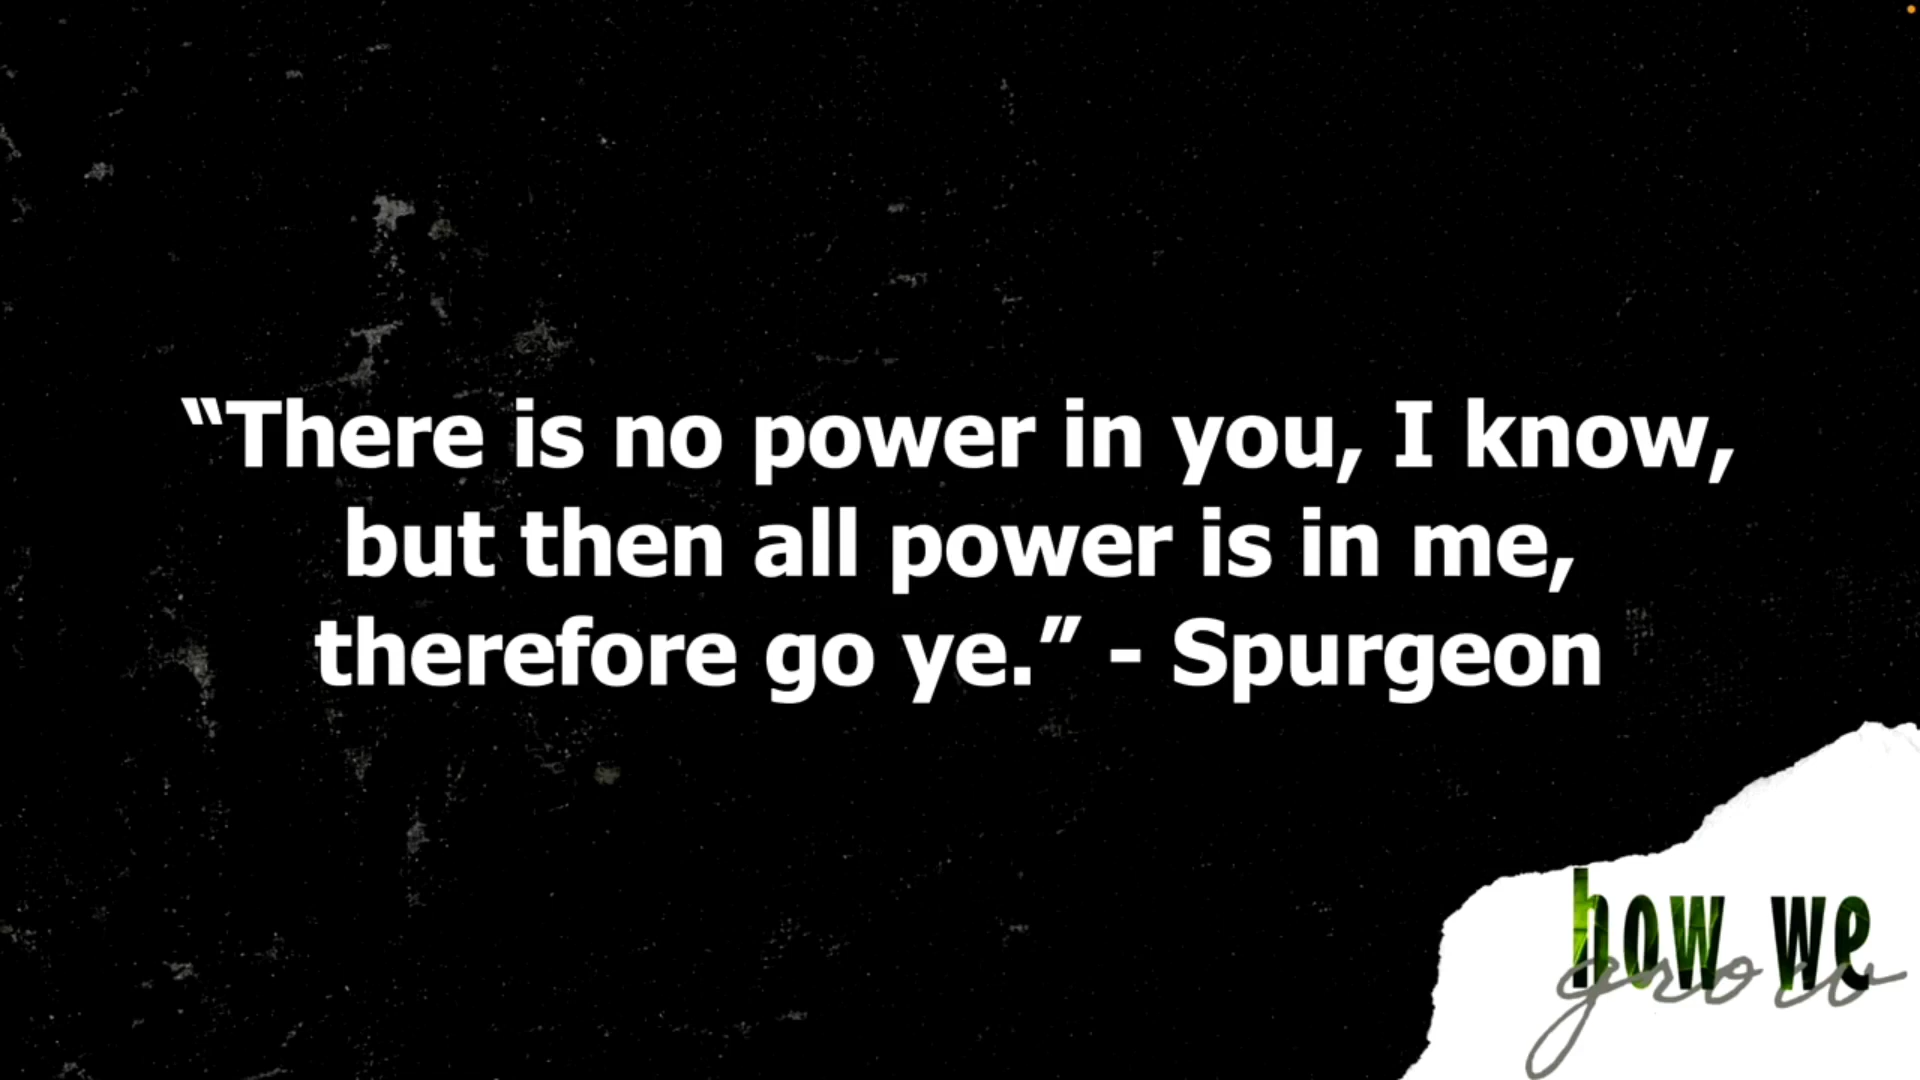 “There is no power in you, I know,
but then all power is in me,
therefore go ye.” - Spurgeon
how we
grow